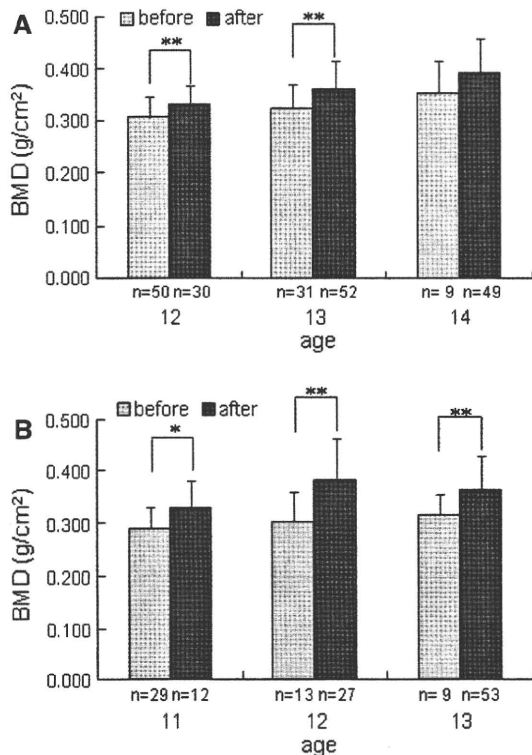 A
before after
0.500
0.400
0.300
0.200
0.100
0.000
BMD (g/cm²)
** **
n=50 n=30 n=31 n=52 n= 9 n=49
12 13 14
age
B
before after
0.500
0.400
0.300
0.200
0.100
0.000
BMD (g/cm²)
* ** **
n=29 n=12 n=13 n=27 n= 9 n=53
11 12 13
age